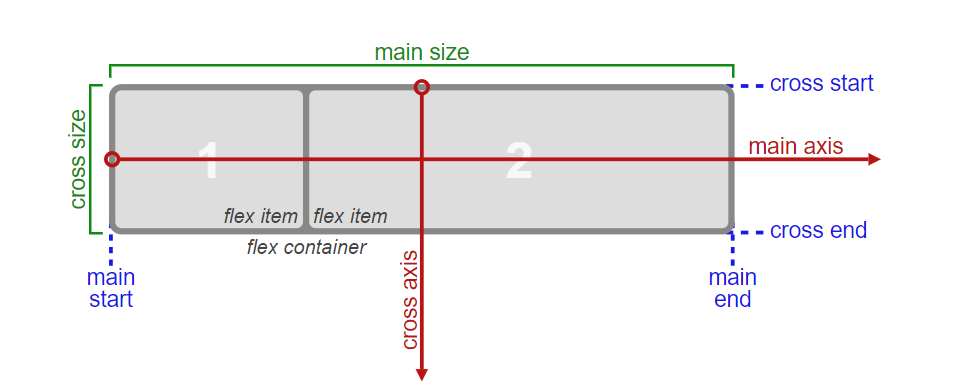 main size
cross start
cross size
1
2
main axis
flex item
flex item
cross end
flex container
cross axis
main
start
main
end